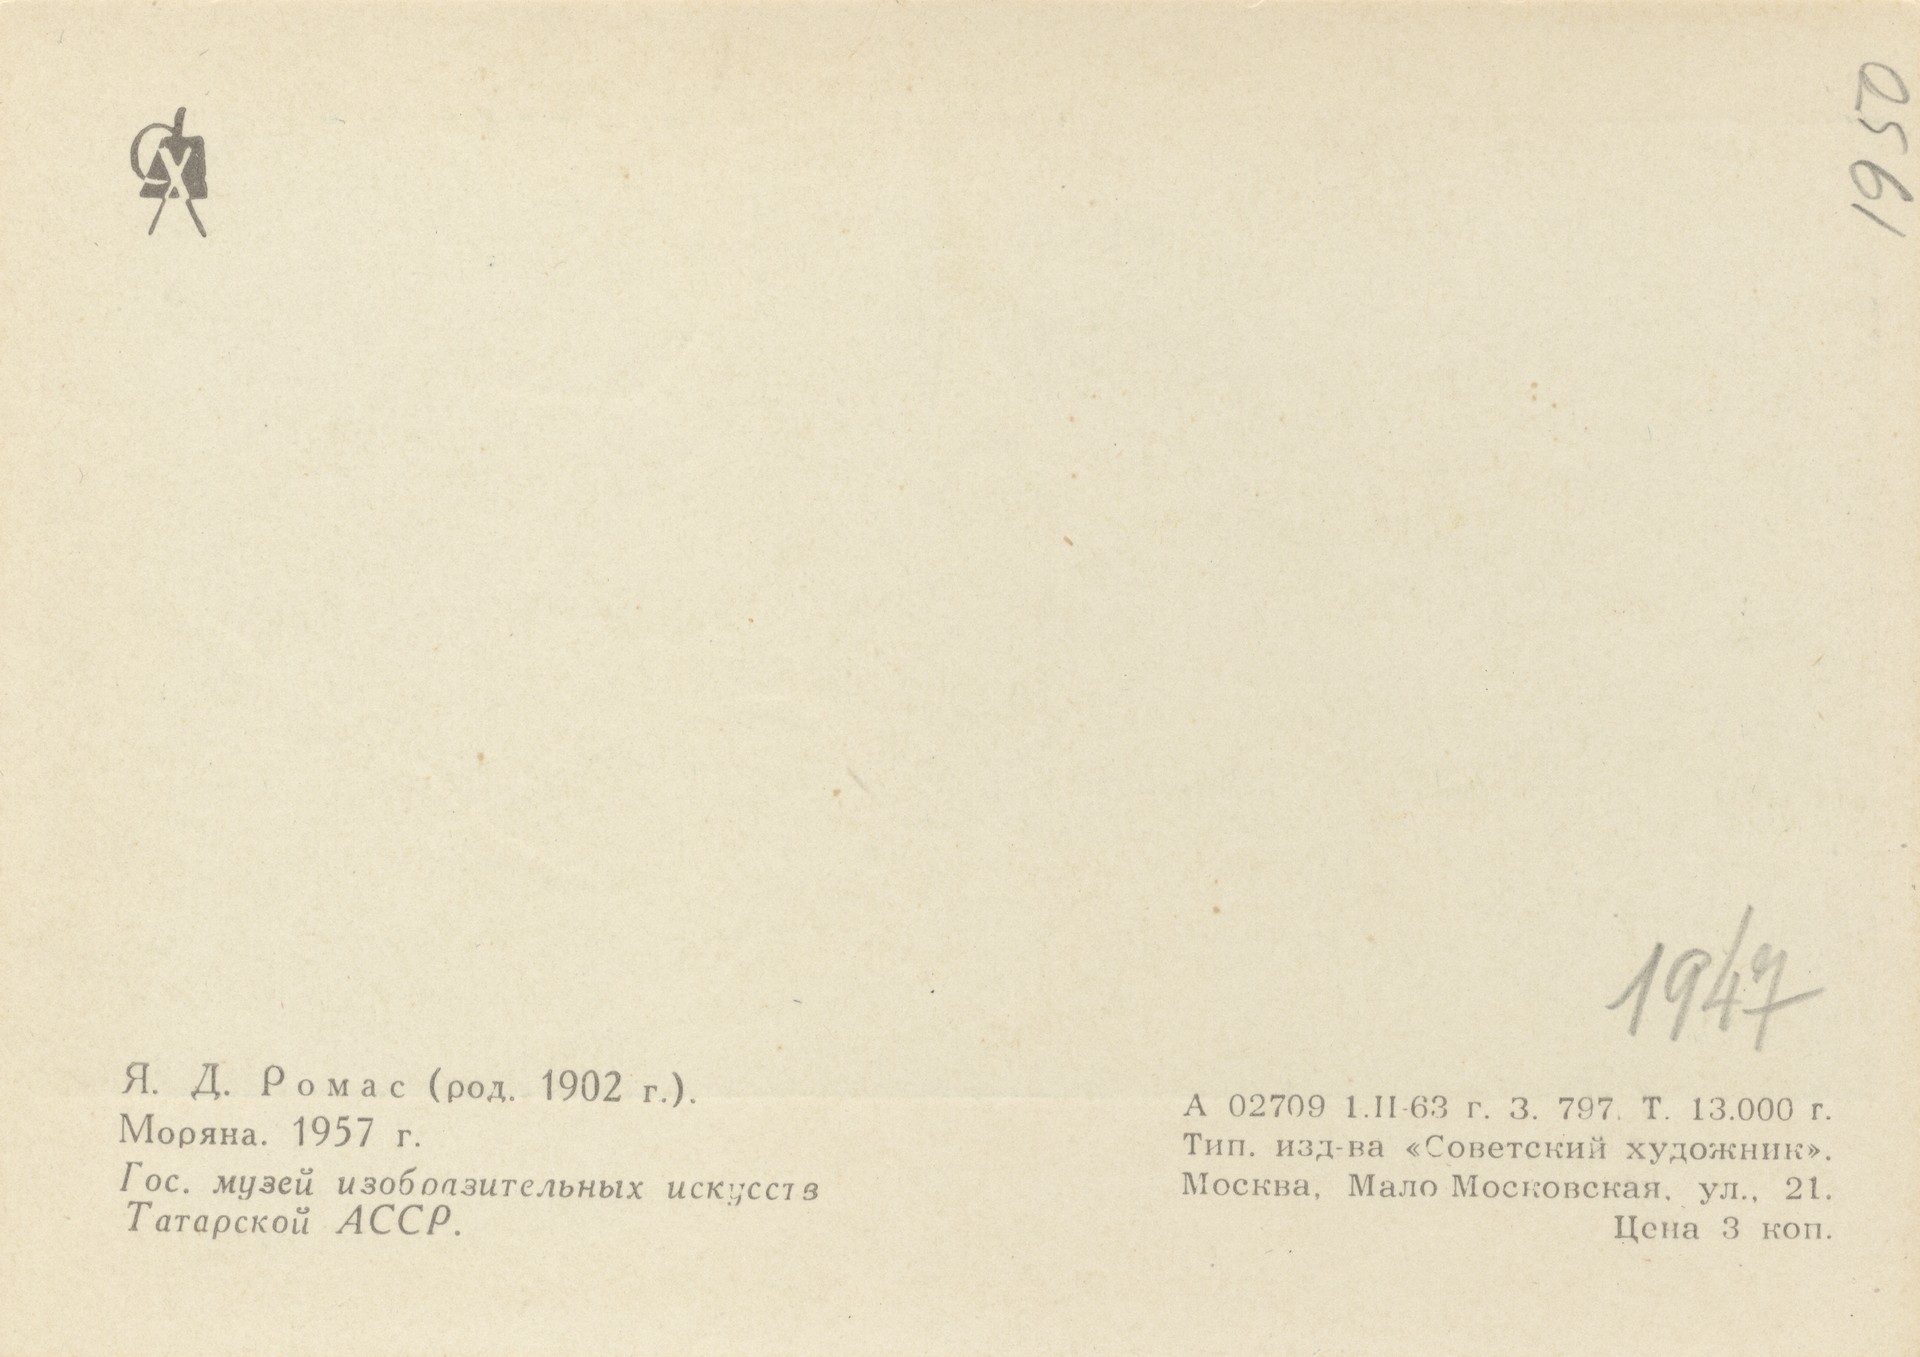 1950
1947
Я. Д. Ромас (род. 1902 г.).
Моряна. 1957 г.
Гос. музей изобразительных искусств
Татарской АССР.
А 02709 1.II-63 г. З. 797. Т. 13.000 г.
Тип. изд-ва «Советский художник».
Москва, Мало Московская, ул., 21.
Цена 3 коп.